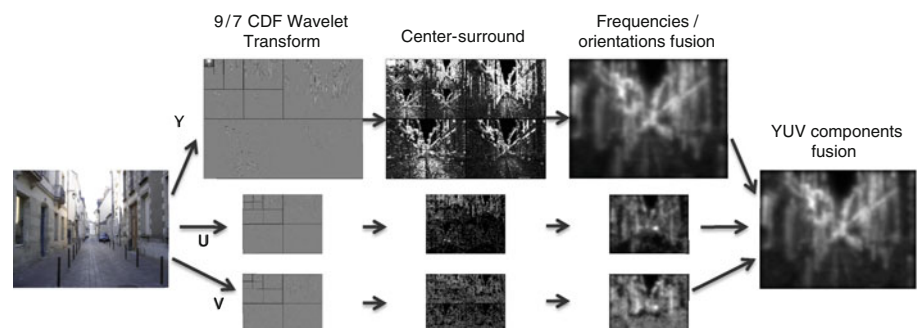 9/7 CDF Wavelet
Transform
Center-surround
Frequencies /
orientations fusion
Y
YUV components
fusion
U
V